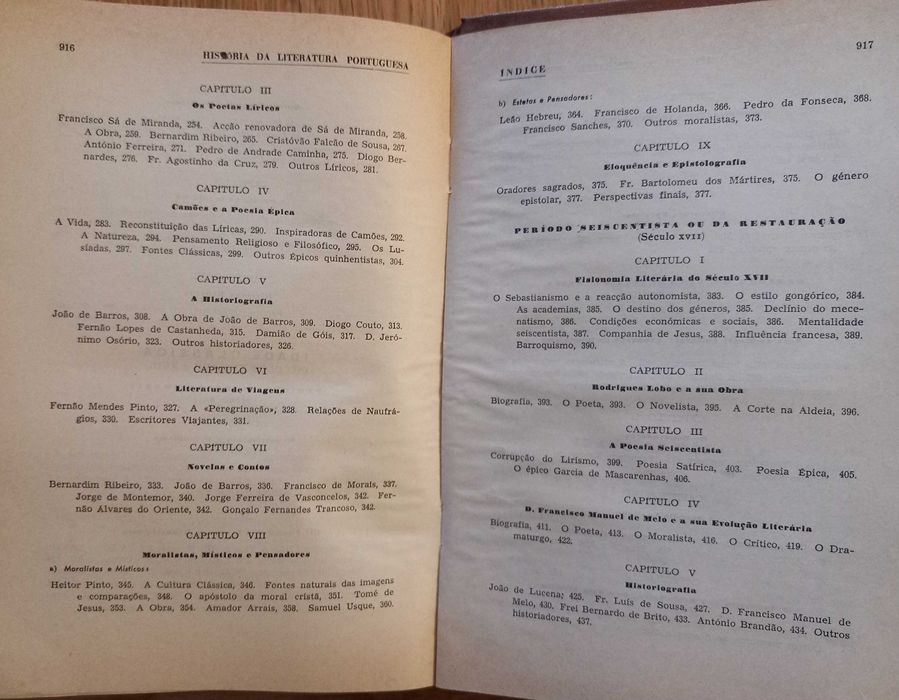 916
HISTÓRIA DA LITERATURA PORTUGUESA
CAPITULO III
Os Poetas Líricos
Francisco Sá de Miranda, 254. Acção renovadora de Sá de Miranda, 258.
A Obra, 259. Bernardim Ribeiro, 265. Cristóvão Falcão de Sousa, 267.
António Ferreira, 271. Pedro de Andrade Caminha, 275. Diogo Ber-
nardes, 276. Fr. Agostinho da Cruz, 279. Outros Líricos, 281.
CAPITULO IV
Camões e a Poesia Épica
A Vida, 283. Reconstituição das Líricas, 290. Inspiradoras de Camões, 292.
A Natureza, 294. Pensamento Religioso e Filosófico, 295. Os Lu-
síadas, 297. Fontes Clássicas, 299. Outros Épicos quinhentistas, 304.
CAPITULO V
A Historiografia
João de Barros, 308. A Obra de João de Barros, 309. Diogo Couto, 313.
Fernão Lopes de Castanheda, 315. Damião de Góis, 317. D. Jeró-
nimo Osório, 323. Outros historiadores, 326.
CAPITULO VI
Literatura de Viagens
Fernão Mendes Pinto, 327. A «Peregrinação», 328. Relações de Naufrá-
gios, 330. Escritores Viajantes, 331.
CAPITULO VII
Novelas e Contos
Bernardim Ribeiro, 333. João de Barros, 336. Francisco de Morais, 337.
Jorge de Montemor, 340. Jorge Ferreira de Vasconcelos, 342. Fer-
não Alvares do Oriente, 342. Gonçalo Fernandes Trancoso, 342.
CAPITULO VIII
Moralistas, Místicos e Pensadores
a) Moralistas e Místicos:
Heitor Pinto, 345. A Cultura Clássica, 346. Fontes naturais das imagens
e comparações, 348. O apóstolo da moral cristã, 351. Tomé de
Jesus, 353. A Obra, 354. Amador Arrais, 358. Samuel Usque, 360.
917
ÍNDICE
b) Estetas e Pensadores:
Leão Hebreu, 364. Francisco de Holanda, 366. Pedro da Fonseca, 368.
Francisco Sanches, 370. Outros moralistas, 373.
CAPITULO IX
Eloquência e Epistolografia
Oradores sagrados, 375. Fr. Bartolomeu dos Mártires, 375. O género
epistolar, 377. Perspectivas finais, 377.
PERÍODO SEISCENTISTA OU DA RESTAURAÇÃO
(Século XVII)
CAPITULO I
Fisionomia Literária do Século XVII
O Sebastianismo e a reacção autonomista, 383. O estilo gongórico, 384.
As academias, 385. O destino dos géneros, 385. Declínio do mece-
natismo, 386. Condições económicas e sociais, 386. Mentalidade
seiscentista, 387. Companhia de Jesus, 388. Influência francesa, 389.
Barroquismo, 390.
CAPITULO II
Rodrigues Lobo e a sua Obra
Biografia, 393. O Poeta, 393. O Novelista, 395. A Corte na Aldeia, 396.
CAPITULO III
A Poesia Seiscentista
Corrupção do Lirismo, 399. Poesia Satírica, 403. Poesia Épica, 405.
O épico Garcia de Mascarenhas, 406.
CAPITULO IV
D. Francisco Manuel de Melo e a sua Evolução Literária
Biografia, 411. O Poeta, 413. O Moralista, 416. O Crítico, 419. O Dra-
maturgo, 422.
CAPITULO V
Historiografia
João de Lucena; 425. Fr. Luís de Sousa, 427. D. Francisco Manuel de
Melo, 430. Frei Bernardo de Brito, 433. António Brandão, 434. Outros
historiadores, 437.